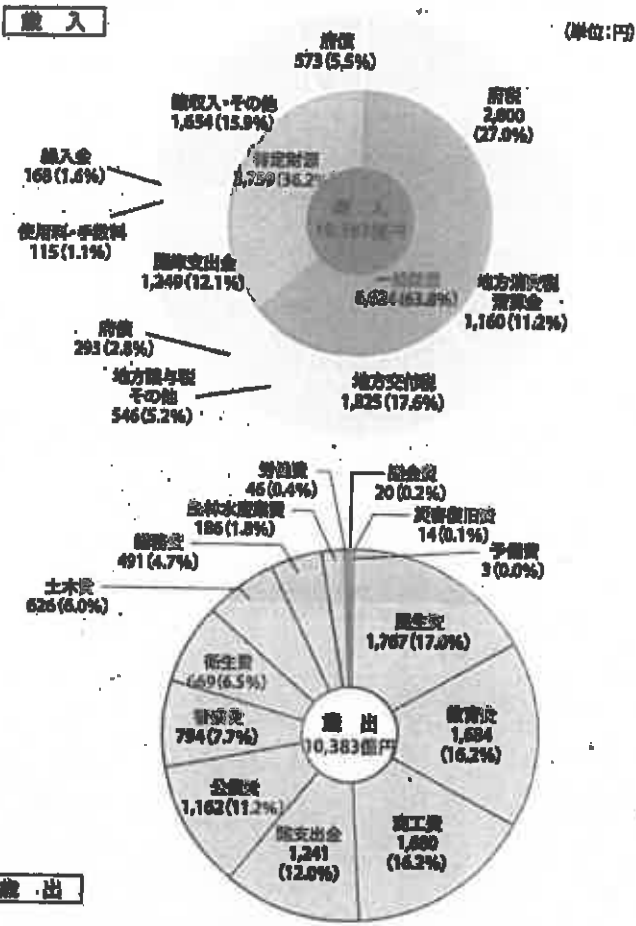 歳 入
(単位:円)
府債
573(5.5%)
府税
2,800
(27.0%)
諸収入・その他
1,654(15.9%)
特定財源
3,759(36.2%)
繰入金
168(1.6%)
歳 入
10,383億円
使用料・手数料
115(1.1%)
国庫支出金
1,249(12.1%)
一般財源
6,624(63.8%)
地方消費税
清算金
1,160(11.2%)
府債
293(2.8%)
地方譲与税
その他
546(5.2%)
地方交付税
1,825(17.6%)
労働費
46(0.4%)
議会費
20(0.2%)
農林水産業費
186(1.8%)
災害復旧費
14(0.1%)
総務費
491(4.7%)
予備費
3(0.0%)
土木費
626(6.0%)
民生費
1,767(17.0%)
衛生費
669(6.5%)
教育費
1,684
(16.2%)
警察費
794(7.7%)
歳 出
10,383億円
公債費
1,162(11.2%)
商工費
1,680
(16.2%)
諸支出金
1,241
(12.0%)
歳 出